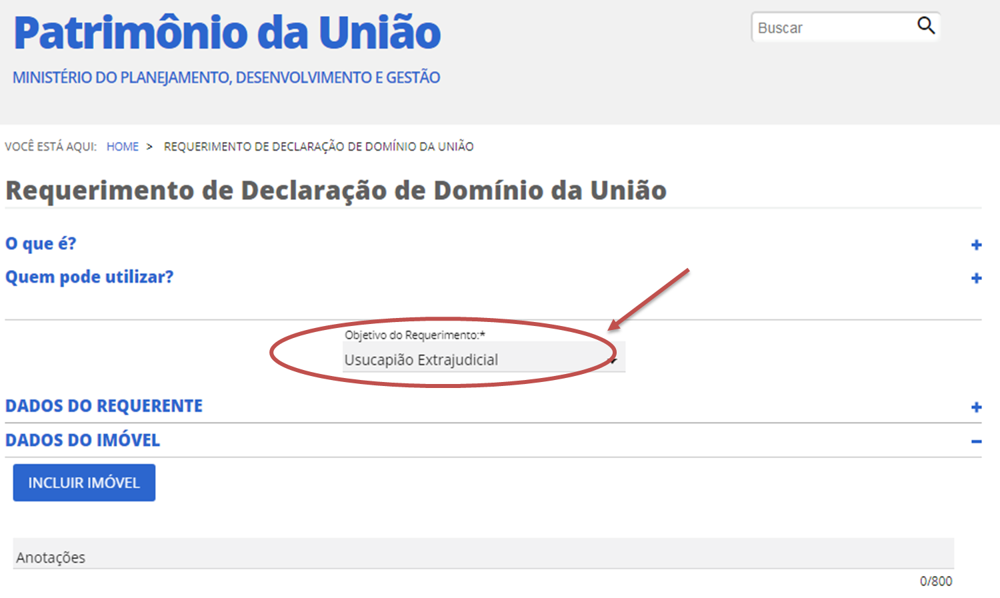 Patrimônio da União
Buscar
MINISTÉRIO DO PLANEJAMENTO, DESENVOLVIMENTO E GESTÃO
VOCÊ ESTÁ AQUI: HOME > REQUERIMENTO DE DECLARAÇÃO DE DOMÍNIO DA UNIÃO
Requerimento de Declaração de Domínio da União
O que é?
Quem pode utilizar?
Objetivo do Requerimento:*
Usucapião Extrajudicial
DADOS DO REQUERENTE
DADOS DO IMÓVEL
INCLUIR IMÓVEL
Anotações
0/800